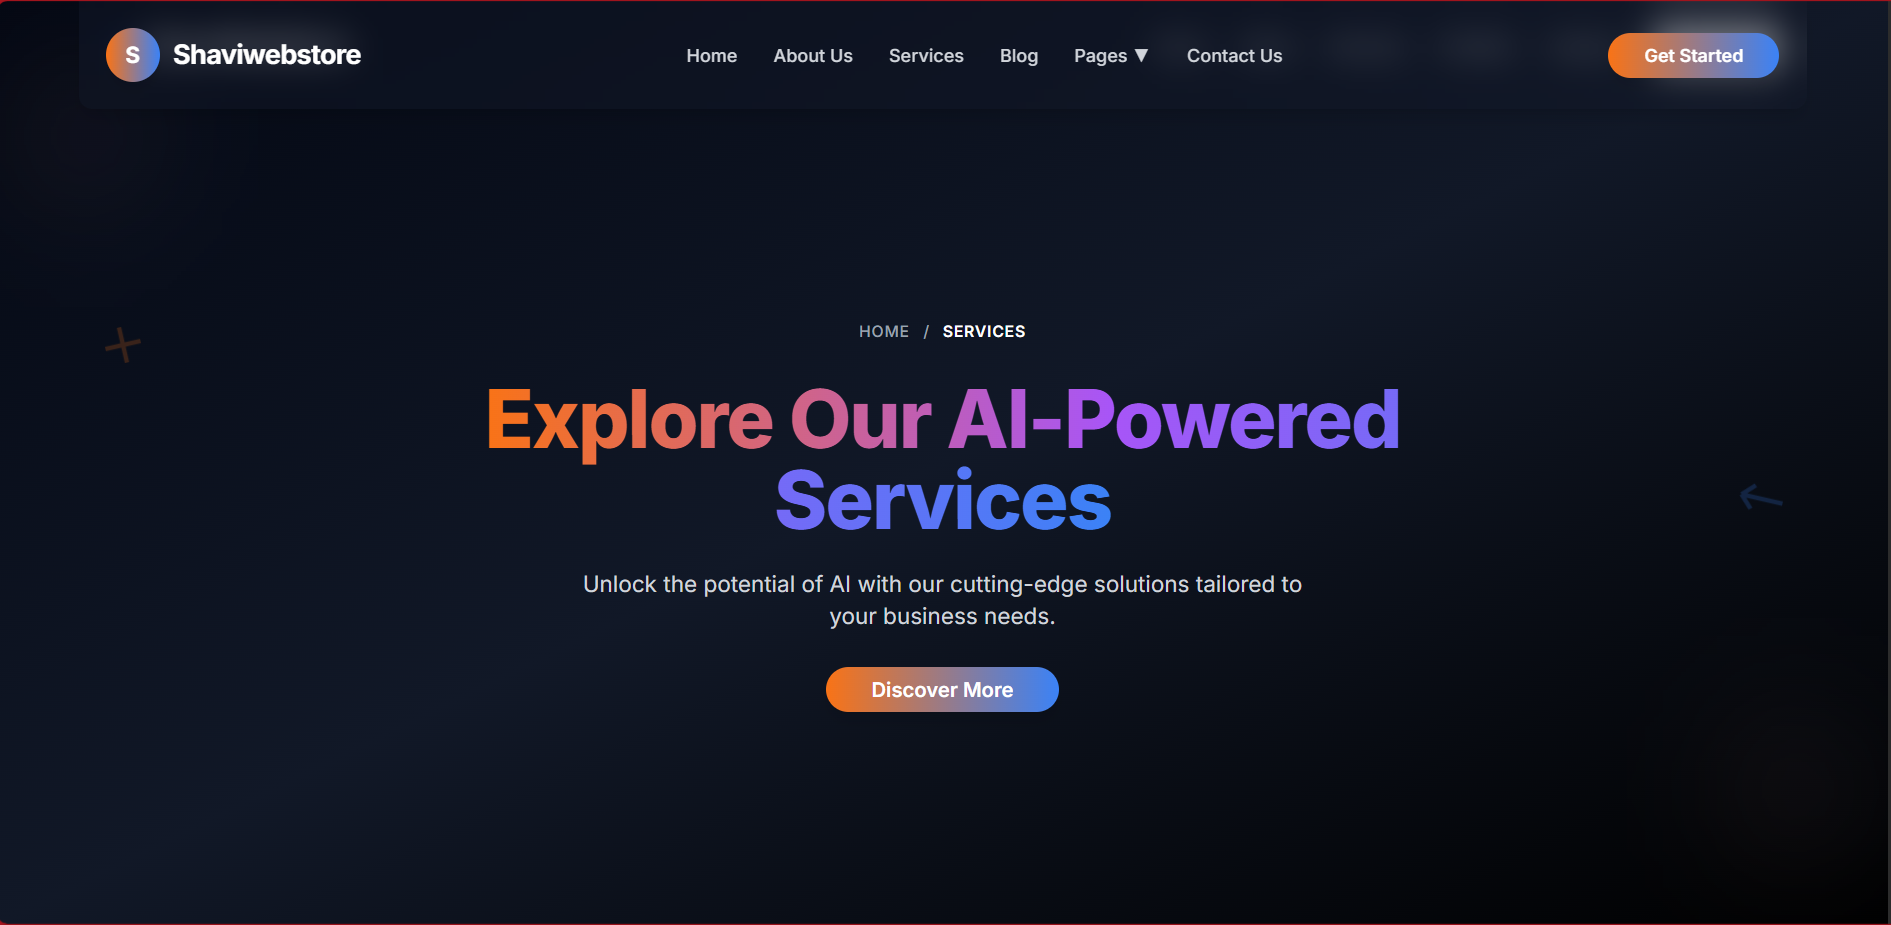 S Shaviwebstore
Home About Us Services Blog Pages ▼ Contact Us
Get Started
HOME / SERVICES
Explore Our AI-Powered
Services
Unlock the potential of AI with our cutting-edge solutions tailored to
your business needs.
Discover More